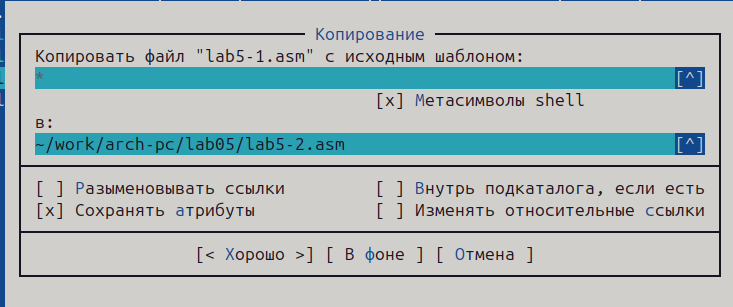 Копирование
Копировать файл "lab5-1.asm" с исходным шаблоном:
* [^]
[x] Метасимволы shell
в:
~/work/arch-pc/lab05/lab5-2.asm [^]
[ ] Разыменовывать ссылки [ ] Внутрь подкаталога, если есть
[x] Сохранять атрибуты [ ] Изменять относительные ссылки
[< Хорошо >] [ В фоне ] [ Отмена ]